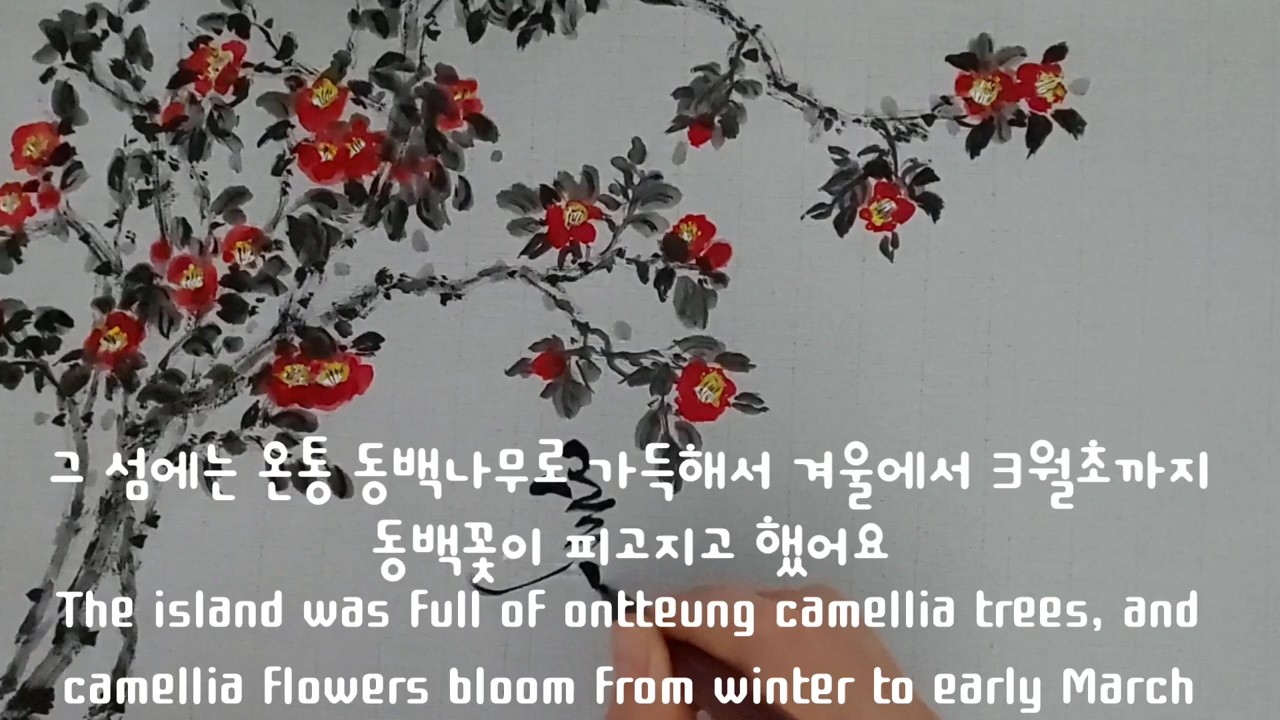 그 섬에는 온통 동백나무로 가득해서 겨울에서 3월초까지
동백꽃이 피고지고 했어요
The island was full of ontteung camellia trees, and
camellia flowers bloom from winter to early March